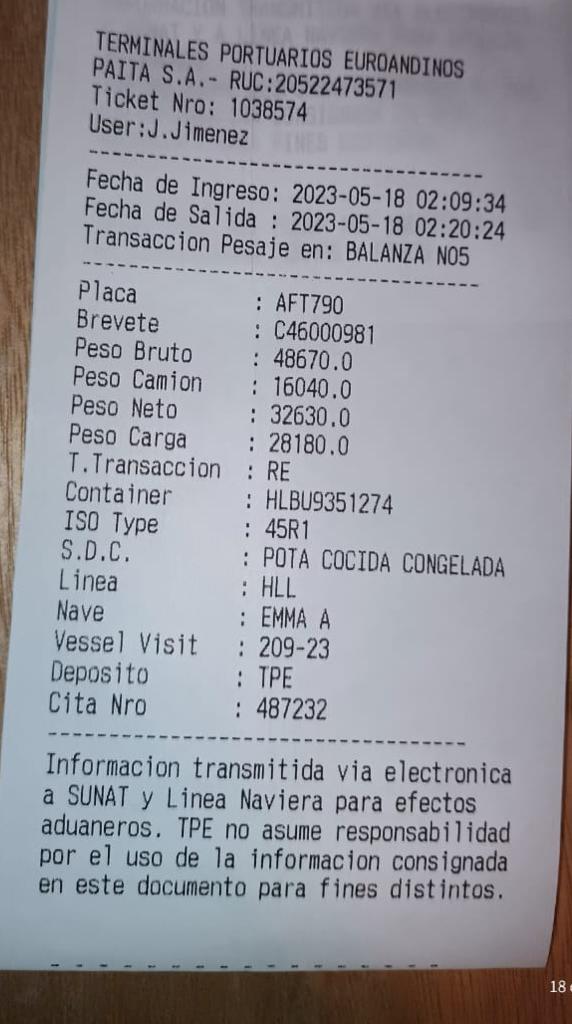 TERMINALES PORTUARIOS EUROANDINOS
PAITA S.A.- RUC:20522473571
Ticket Nro: 1038574
User:J.Jimenez
Fecha de Ingreso: 2023-05-18 02:09:34
Fecha de Salida : 2023-05-18 02:20:24
Transaccion Pesaje en: BALANZA NO5
Placa : AFT790
Brevete : C46000981
Peso Bruto : 48670.0
Peso Camion : 16040.0
Peso Neto : 32630.0
Peso Carga : 28180.0
T.Transaccion : RE
Container : HLBU9351274
ISO Type : 45R1
S.D.C. : POTA COCIDA CONGELADA
Linea : HLL
Nave : EMMA A
Vessel Visit : 209-23
Deposito : TPE
Cita Nro : 487232
Informacion transmitida via electronica
a SUNAT y Linea Naviera para efectos
aduaneros. TPE no asume responsabilidad
por el uso de la informacion consignada
en este documento para fines distintos.
18